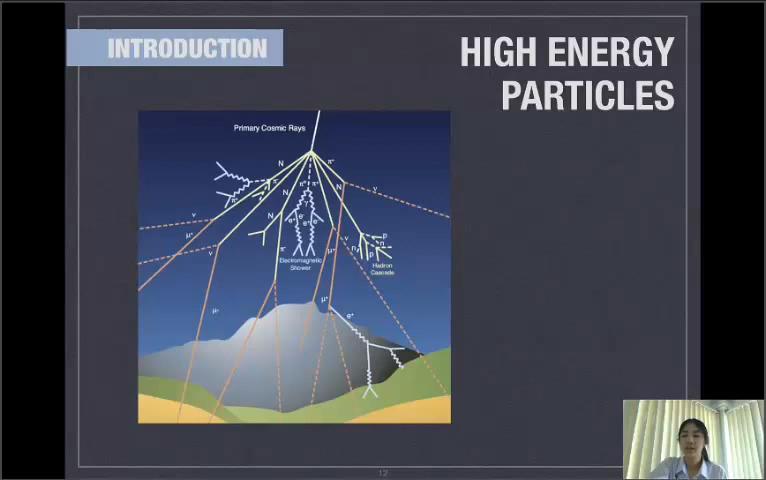 INTRODUCTION
HIGH ENERGY
PARTICLES
Primary Cosmic Rays
N
π⁺
N
N
N
γ
e⁺
e⁻
e⁺
e⁻
ν
μ⁺
ν
p
n
p
n
Electromagnetic
Shower
Hadron
Cascade
μ⁺
e⁺
12